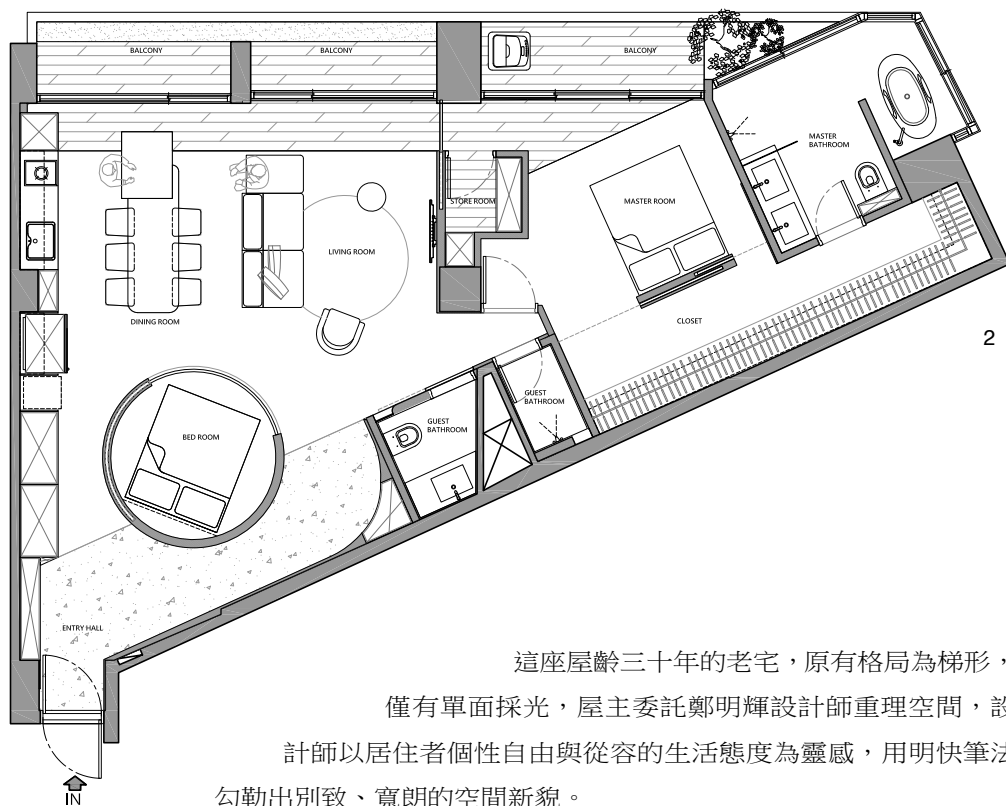 BALCONY
BALCONY
BALCONY
MASTER
BATHROOM
STORE ROOM
MASTER ROOM
LIVING ROOM
DINING ROOM
CLOSET
2
GUEST
BATHROOM
GUEST
BATHROOM
BED ROOM
ENTRY HALL
IN
這座屋齡三十年的老宅，原有格局為梯形，
僅有單面採光，屋主委託鄭明輝設計師重理空間，設
計師以居住者個性自由與從容的生活態度為靈感，用明快筆法
勾勒出別致、寬朗的空間新貌。